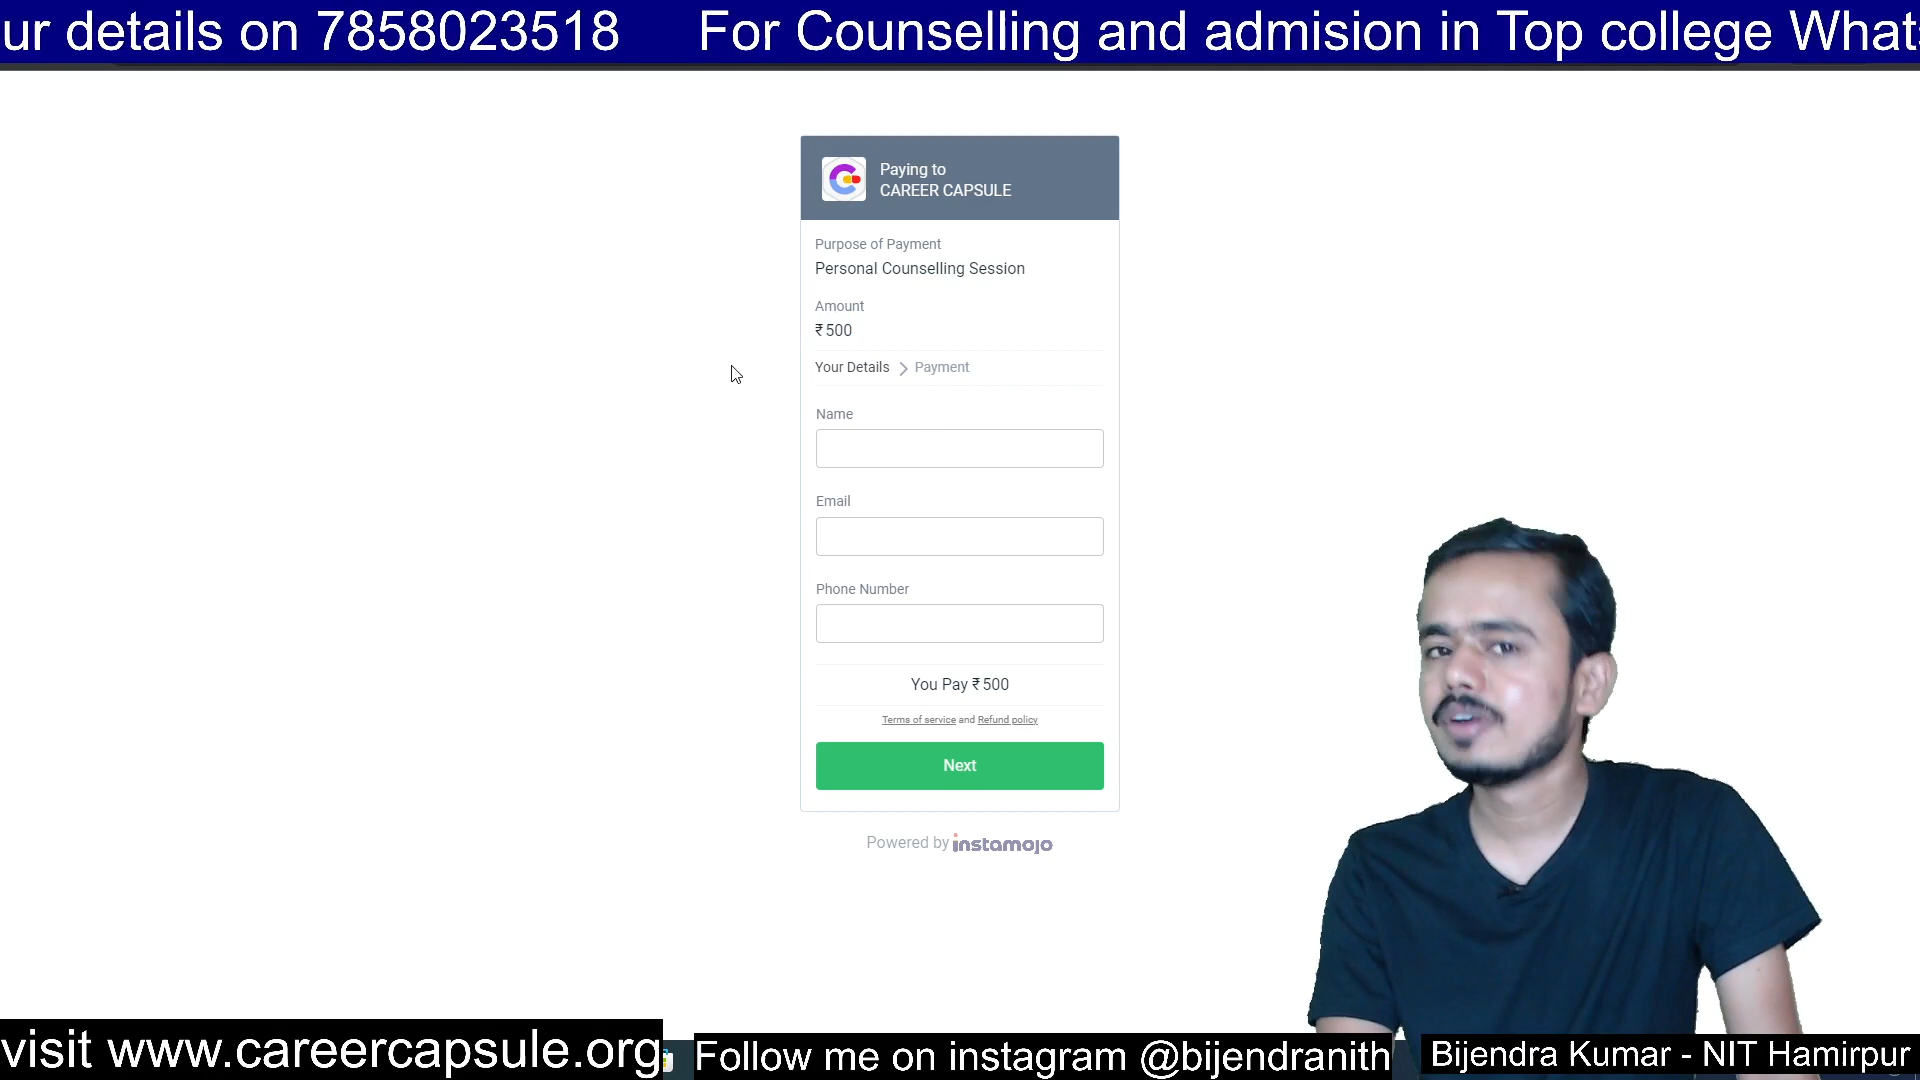 ur details on 7858023518 For Counselling and admision in Top college What
Paying to
CAREER CAPSULE
Purpose of Payment
Personal Counselling Session
Amount
₹500
Your Details > Payment
Name
Email
Phone Number
You Pay ₹500
Terms of service and Refund policy
Next
Powered by instamojo
visit www.careercapsule.org
Follow me on instagram @bijendranith
Bijendra Kumar - NIT Hamirpur